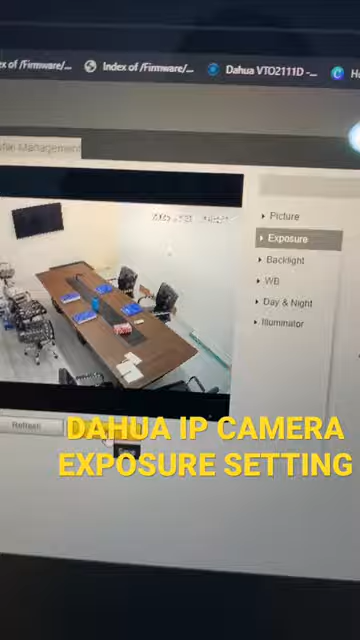 ex of /Firmware/...
Index of /Firmware/...
Dahua VTO2111D -...
Management
Picture
Exposure
Backlight
WB
Day & Night
Illuminator
Refresh
DAHUA IP CAMERA
EXPOSURE SETTING